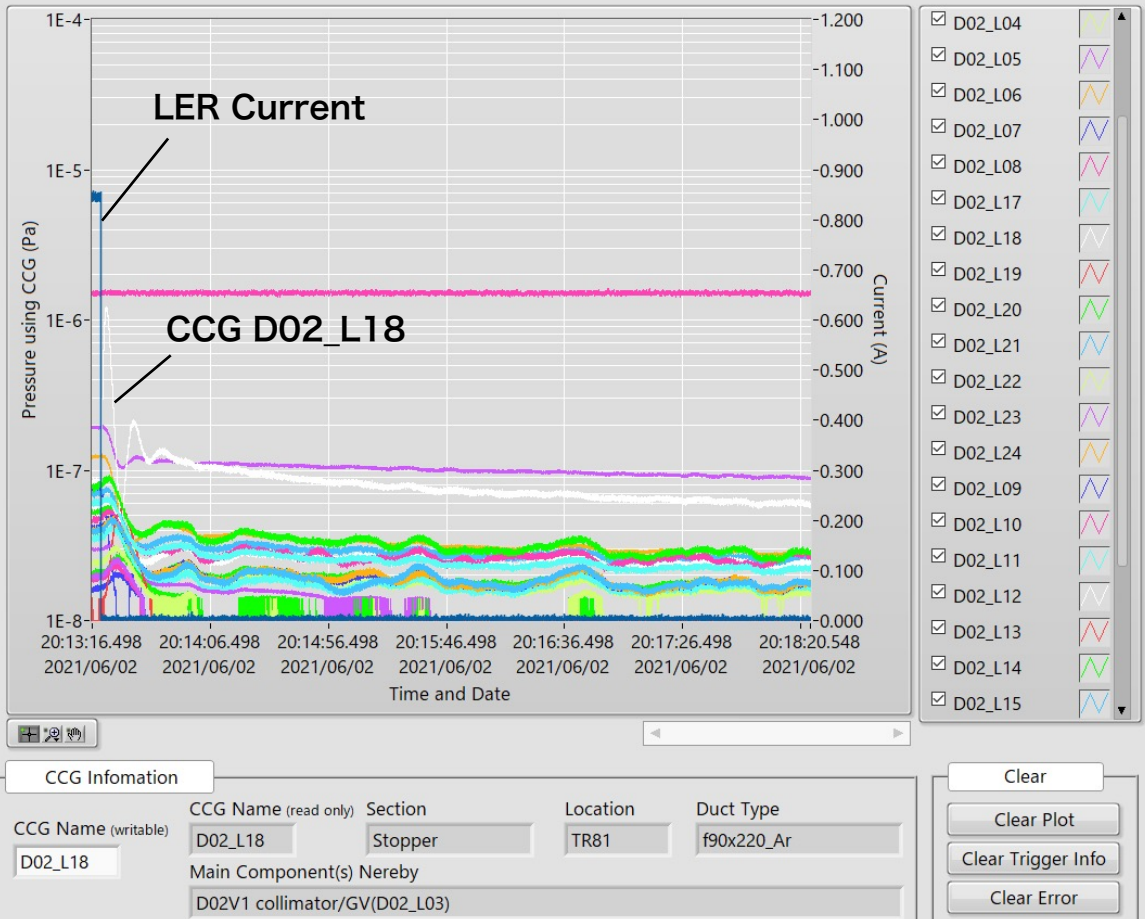 1E-4
1E-5
1E-6
1E-7
1E-8
Pressure using CCG (Pa)
LER Current
CCG D02_L18
1.200
1.100
1.000
0.900
0.800
0.700
0.600
0.500
0.400
0.300
0.200
0.100
0.000
Current (A)
20:13:16.498 20:14:06.498 20:14:56.498 20:15:46.498 20:16:36.498 20:17:26.498 20:18:20.548
2021/06/02 2021/06/02 2021/06/02 2021/06/02 2021/06/02 2021/06/02 2021/06/02
Time and Date
D02_L04
D02_L05
D02_L06
D02_L07
D02_L08
D02_L17
D02_L18
D02_L19
D02_L20
D02_L21
D02_L22
D02_L23
D02_L24
D02_L09
D02_L10
D02_L11
D02_L12
D02_L13
D02_L14
D02_L15
CCG Infomation
CCG Name (writable)
D02_L18
CCG Name (read only) Section Location Duct Type
D02_L18 Stopper TR81 f90x220_Ar
Main Component(s) Nereby
D02V1 collimator/GV(D02_L03)
Clear
Clear Plot
Clear Trigger Info
Clear Error